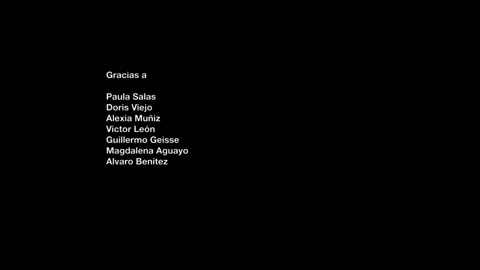 Gracias a
Paula Salas
Doris Viejo
Alexia Muñiz
Victor León
Guillermo Geisse
Magdalena Aguayo
Alvaro Benitez